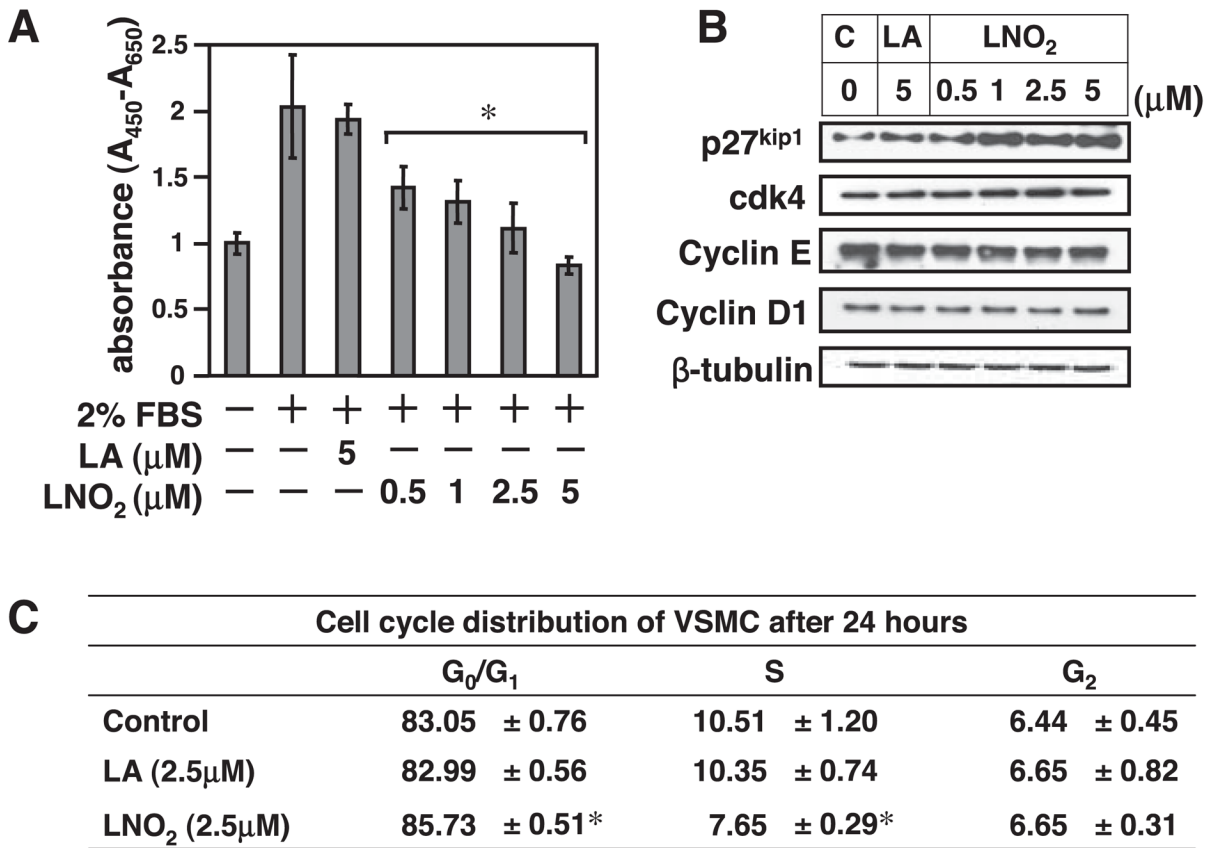 A
absorbance (A450-A650)
2.5
2
1.5
1
0.5
0
*
2% FBS − + + + + + +
LA (μM) − − 5 − − − −
LNO2 (μM) − − − 0.5 1 2.5 5
B
C LA LNO2
0 5 0.5 1 2.5 5 (μM)
p27kip1
cdk4
Cyclin E
Cyclin D1
β-tubulin
C
Cell cycle distribution of VSMC after 24 hours
G0/G1 S G2
Control 83.05 ± 0.76 10.51 ± 1.20 6.44 ± 0.45
LA (2.5μM) 82.99 ± 0.56 10.35 ± 0.74 6.65 ± 0.82
LNO2 (2.5μM) 85.73 ± 0.51* 7.65 ± 0.29* 6.65 ± 0.31